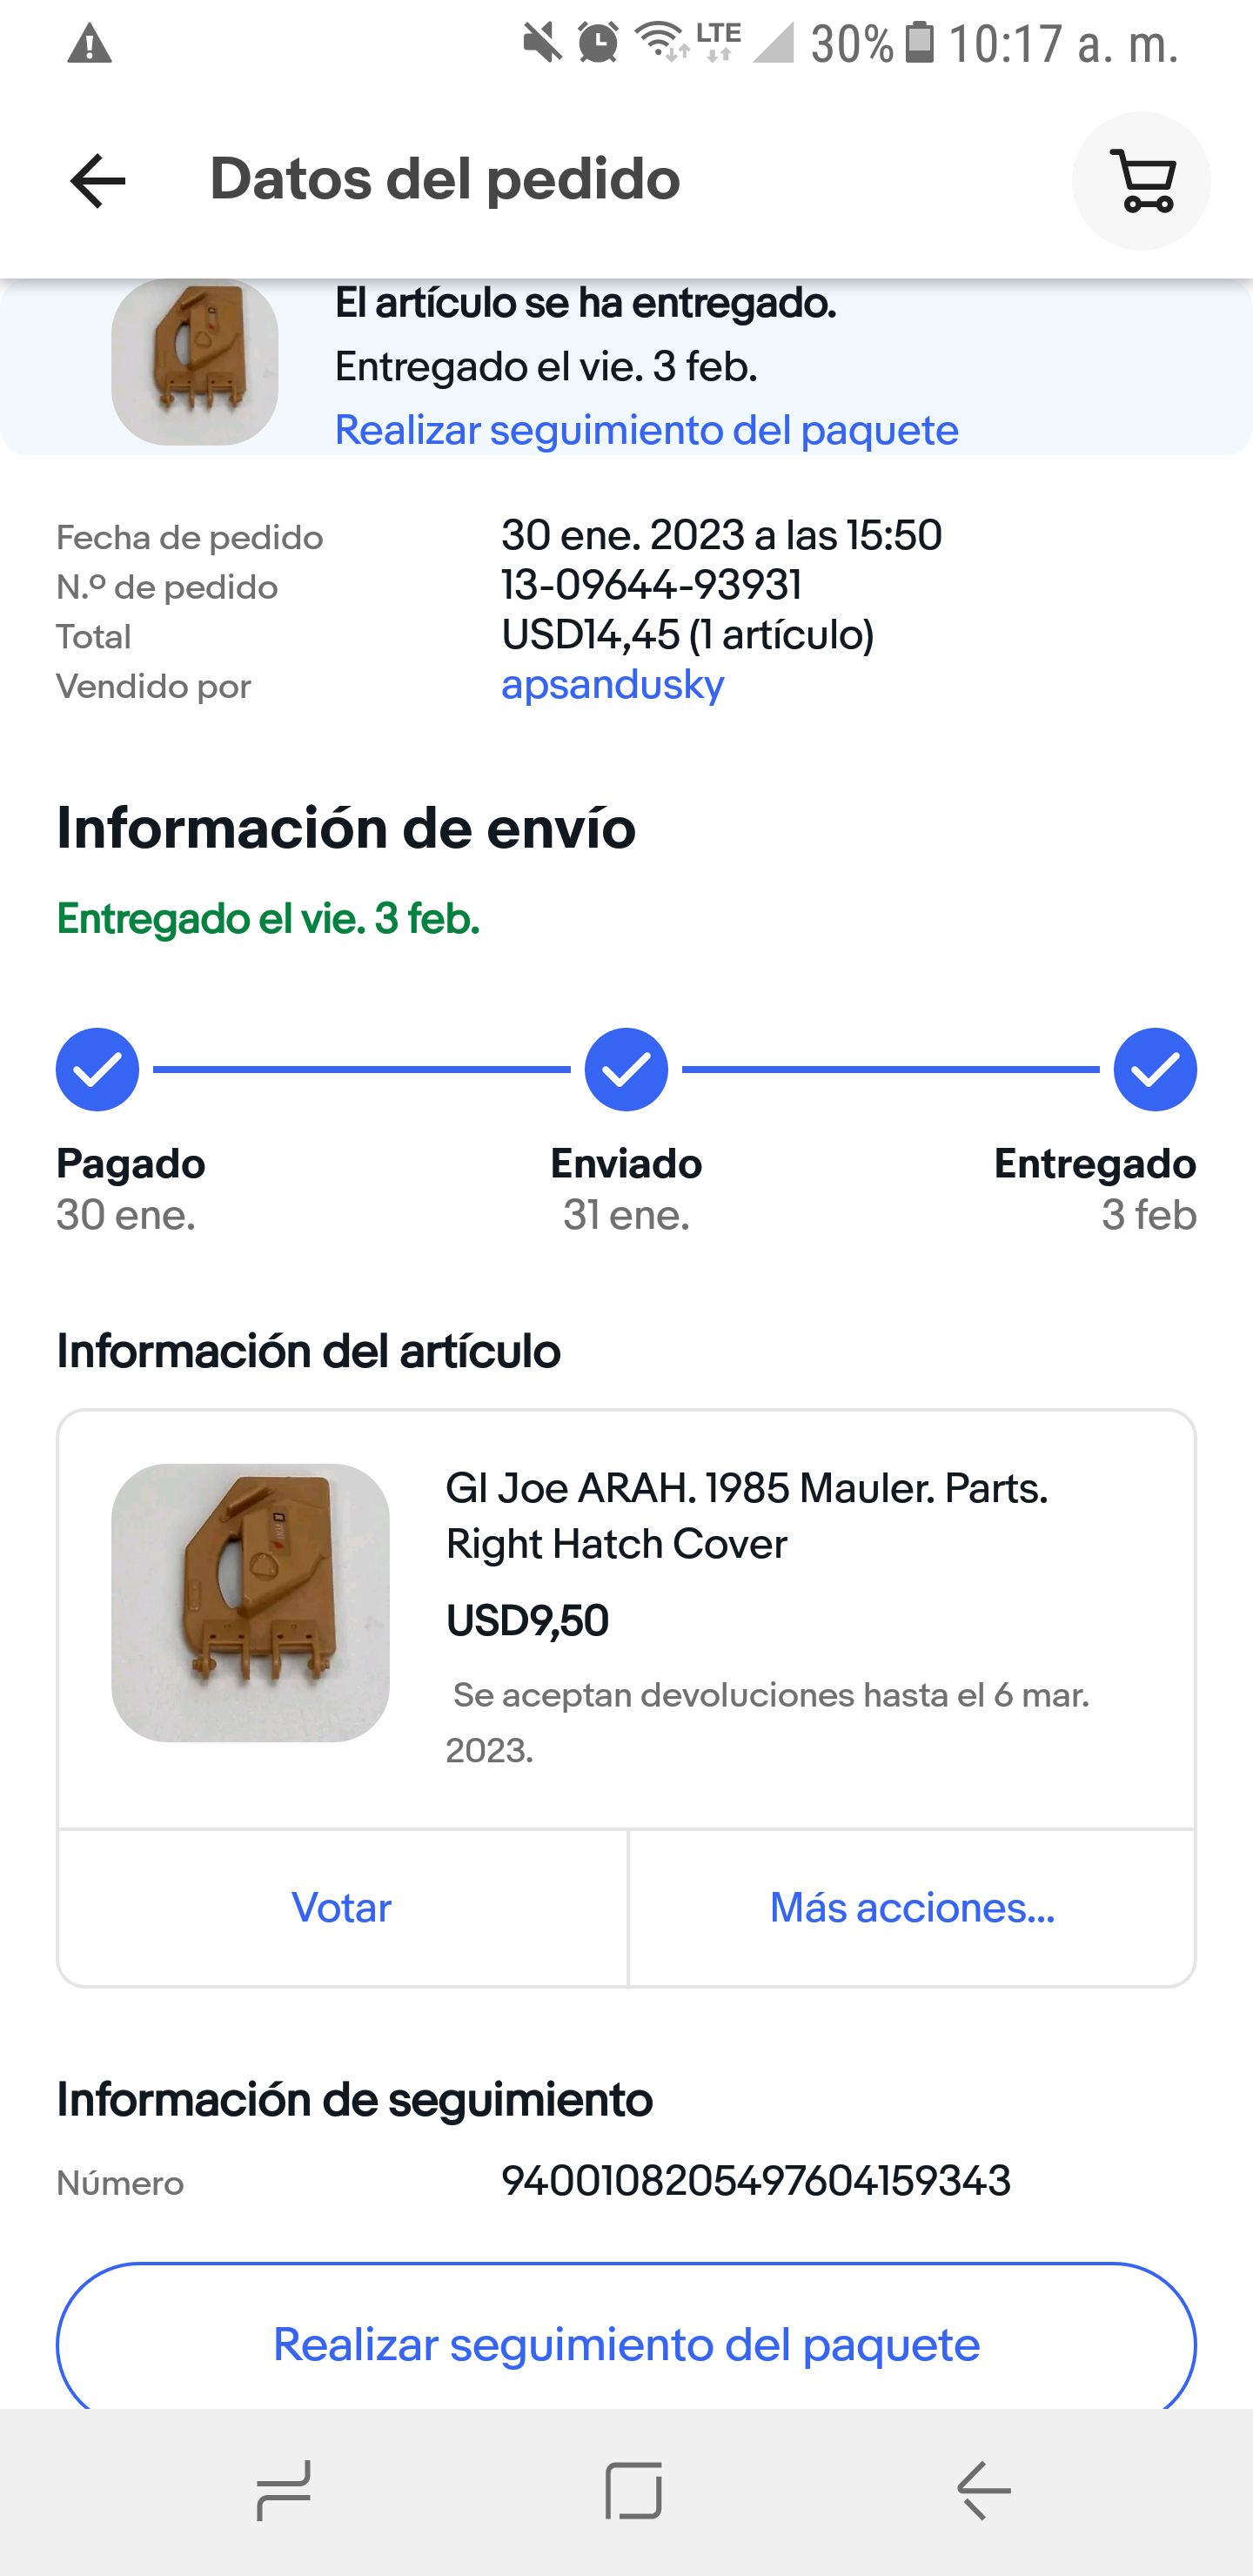 LTE 30% 10:17 a. m.
Datos del pedido
El artículo se ha entregado.
Entregado el vie. 3 feb.
Realizar seguimiento del paquete
Fecha de pedido 30 ene. 2023 a las 15:50
N.º de pedido 13-09644-93931
Total USD14,45 (1 artículo)
Vendido por apsandusky
Información de envío
Entregado el vie. 3 feb.
Pagado Enviado Entregado
30 ene. 31 ene. 3 feb
Información del artículo
GI Joe ARAH. 1985 Mauler. Parts.
Right Hatch Cover
USD9,50
Se aceptan devoluciones hasta el 6 mar.
2023.
Votar Más acciones...
Información de seguimiento
Número 9400108205497604159343
Realizar seguimiento del paquete